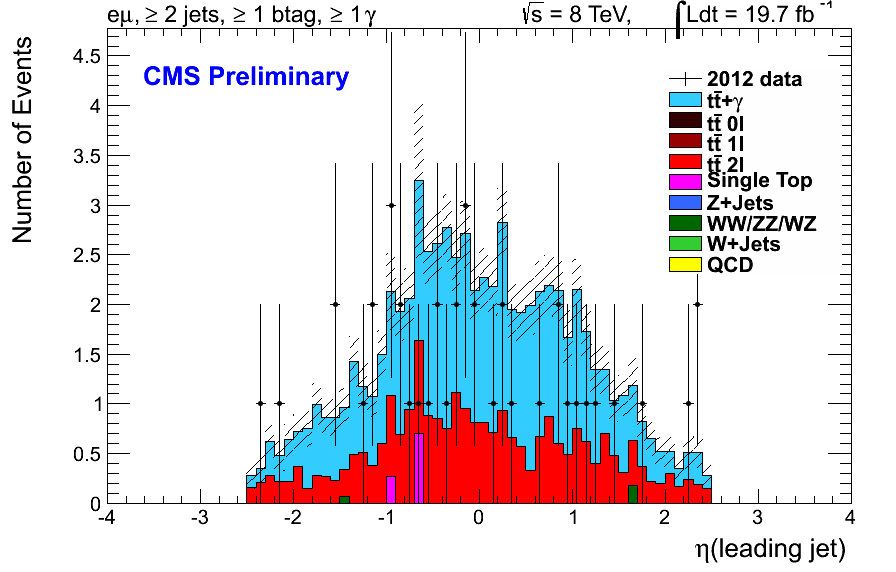 eμ, ≥ 2 jets, ≥ 1 btag, ≥ 1 γ
√s = 8 TeV, ∫Ldt = 19.7 fb⁻¹
CMS Preliminary
Number of Events
4.5
4
3.5
3
2.5
2
1.5
1
0.5
0
2012 data
tt̄+γ
tt̄ 0l
tt̄ 1l
tt̄ 2l
Single Top
Z+Jets
WW/ZZ/WZ
W+Jets
QCD
-4 -3 -2 -1 0 1 2 3 4
η(leading jet)